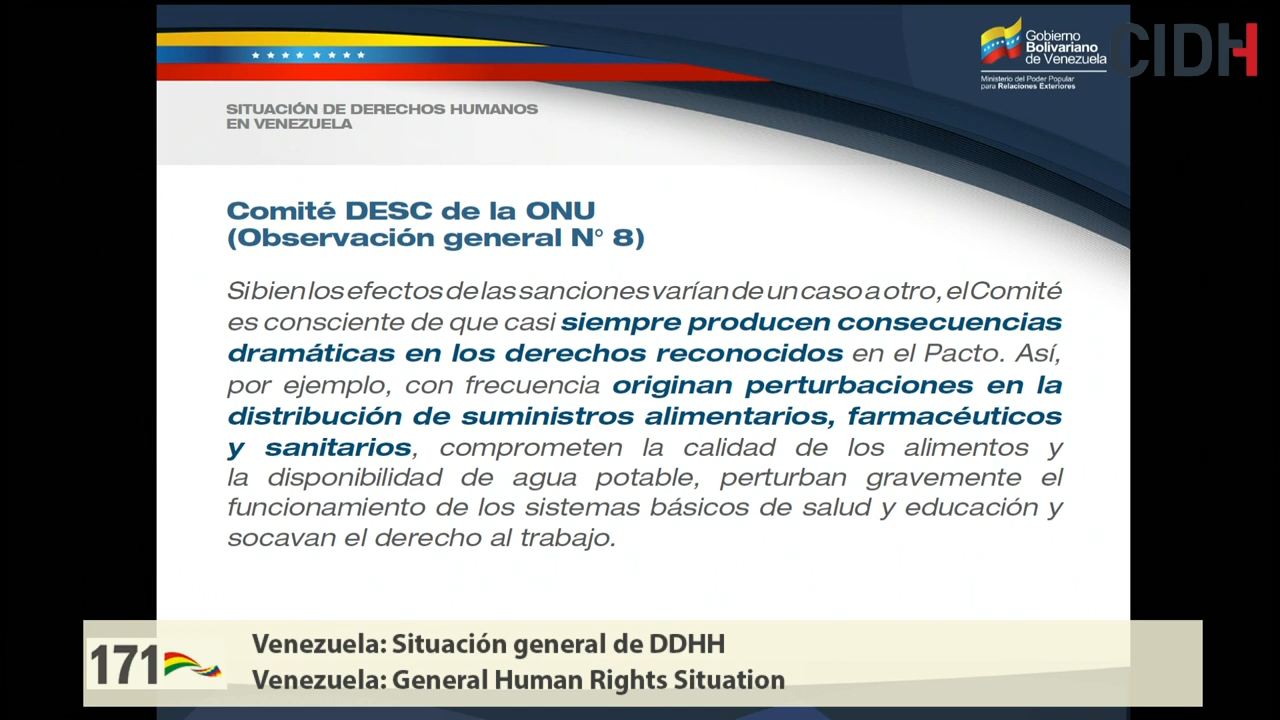 Gobierno
Bolivariano
de Venezuela
Ministerio del Poder Popular
para Relaciones Exteriores
CIDH
SITUACIÓN DE DERECHOS HUMANOS
EN VENEZUELA
Comité DESC de la ONU
(Observación general N° 8)
Si bien los efectos de las sanciones varían de un caso a otro, el Comité
es consciente de que casi siempre producen consecuencias
dramáticas en los derechos reconocidos en el Pacto. Así,
por ejemplo, con frecuencia originan perturbaciones en la
distribución de suministros alimentarios, farmacéuticos
y sanitarios, comprometen la calidad de los alimentos y
la disponibilidad de agua potable, perturban gravemente el
funcionamiento de los sistemas básicos de salud y educación y
socavan el derecho al trabajo.
171
Venezuela: Situación general de DDHH
Venezuela: General Human Rights Situation